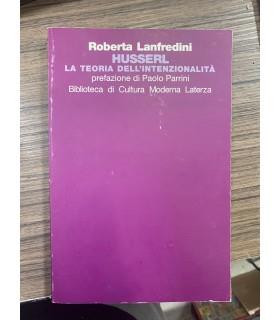 Roberta Lanfredini
HUSSERL
LA TEORIA DELL'INTENZIONALITÀ
prefazione di Paolo Parrini
Biblioteca di Cultura Moderna Laterza